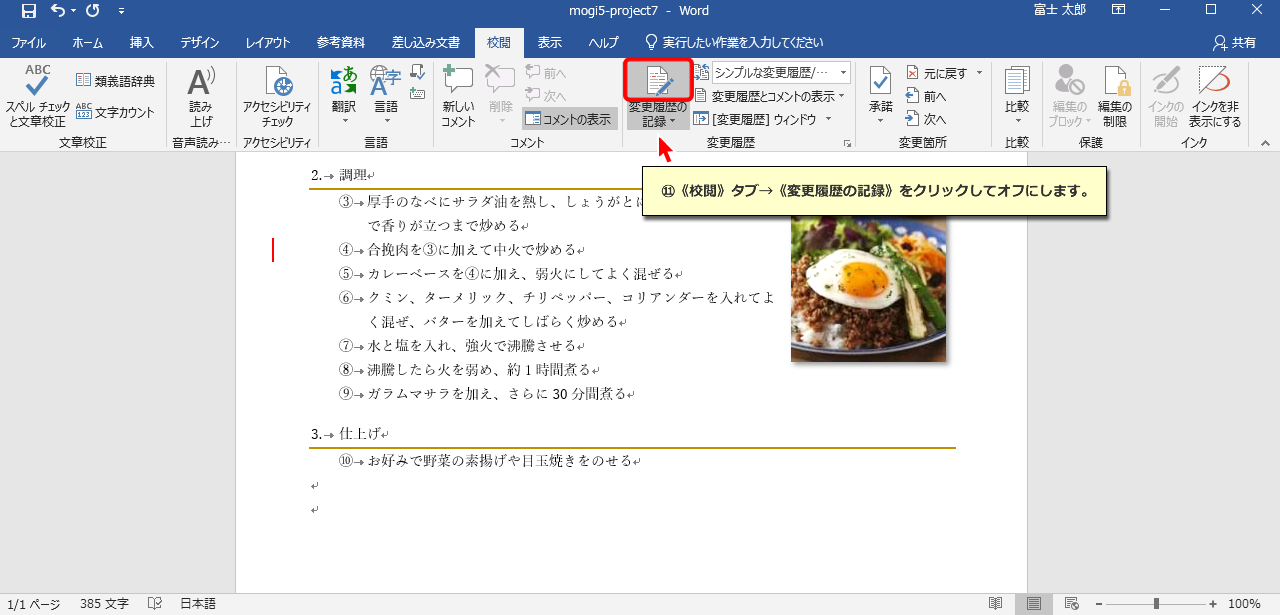 mogi5-project7 - Word
富士 太郎
ファイル ホーム 挿入 デザイン レイアウト 参考資料 差し込み文書 校閲 表示 ヘルプ 実行したい作業を入力してください 共有
ABC
スペル チェック
と文章校正
類義語辞典
ABC
123 文字カウント
文章校正
A
読み
上げ
音声読み…
アクセシビリティ
チェック
アクセシビリティ
あ
翻訳
A字
言語
言語
新しい
コメント
削除
前へ
次へ
コメントの表示
コメント
変更履歴の
記録
シンプルな変更履歴/…
変更履歴とコメントの表示
[変更履歴] ウィンドウ
変更履歴
承諾
元に戻す
前へ
次へ
変更箇所
比較
比較
編集の
ブロック
編集の
制限
保護
インクの
開始
インクを非
表示にする
インク
⑪《校閲》タブ→《変更履歴の記録》をクリックしてオフにします。
2.→ 調理↵
③→厚手のなべにサラダ油を熱し、しょうがとに
で香りが立つまで炒める↵
④→合挽肉を③に加えて中火で炒める↵
⑤→カレーベースを④に加え、弱火にしてよく混ぜる↵
⑥→クミン、ターメリック、チリペッパー、コリアンダーを入れてよ
く混ぜ、バターを加えてしばらく炒める↵
⑦→水と塩を入れ、強火で沸騰させる↵
⑧→沸騰したら火を弱め、約1時間煮る↵
⑨→ガラムマサラを加え、さらに 30 分間煮る↵
3.→ 仕上げ↵
⑩→お好みで野菜の素揚げや目玉焼きをのせる↵
↵
↵
1/1 ページ 385 文字 日本語 100%